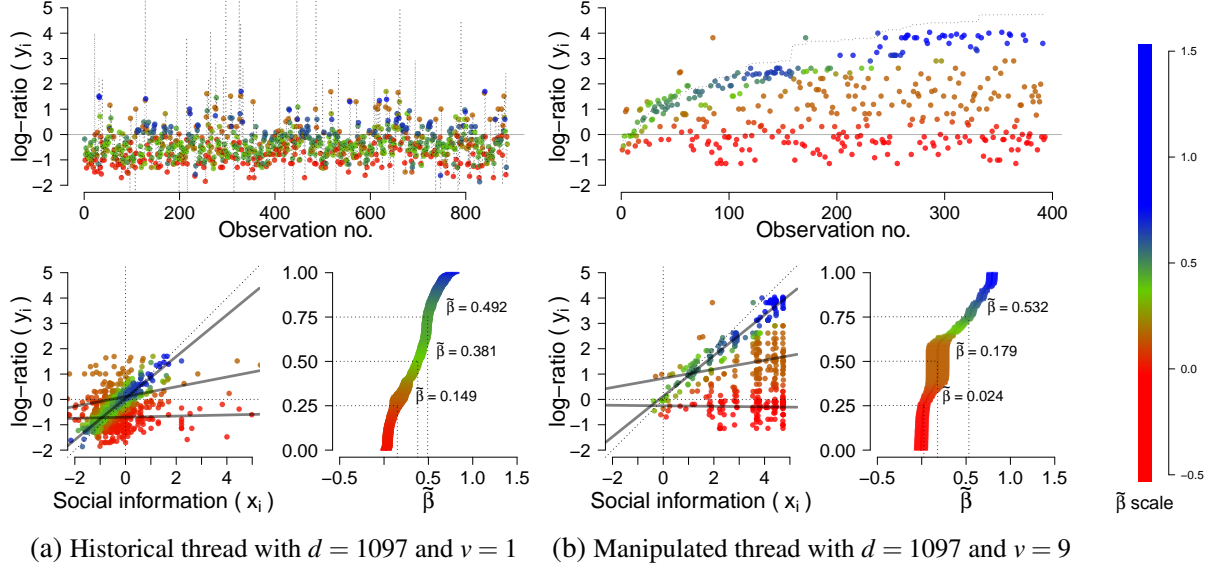 5
4
3
2
1
0
−1
−2
log−ratio ( yi )
0 200 400 600 800
Observation no.
5
4
3
2
1
0
−1
−2
log−ratio ( yi )
0 100 200 300 400
Observation no.
5
4
3
2
1
0
−1
−2
log−ratio ( yi )
−2 0 2 4
Social information ( xi )
1.00
0.75
0.50
0.25
0.00
β̃ = 0.492
β̃ = 0.381
β̃ = 0.149
−0.5 0.0 0.5 1.0 1.5
β̃
5
4
3
2
1
0
−1
−2
log−ratio ( yi )
−2 0 2 4
Social information ( xi )
1.00
0.75
0.50
0.25
0.00
β̃ = 0.532
β̃ = 0.179
β̃ = 0.024
−0.5 0.0 0.5 1.0 1.5
β̃
1.5
1.0
0.5
0.0
−0.5
β̃ scale
(a) Historical thread with d = 1097 and v = 1
(b) Manipulated thread with d = 1097 and v = 9